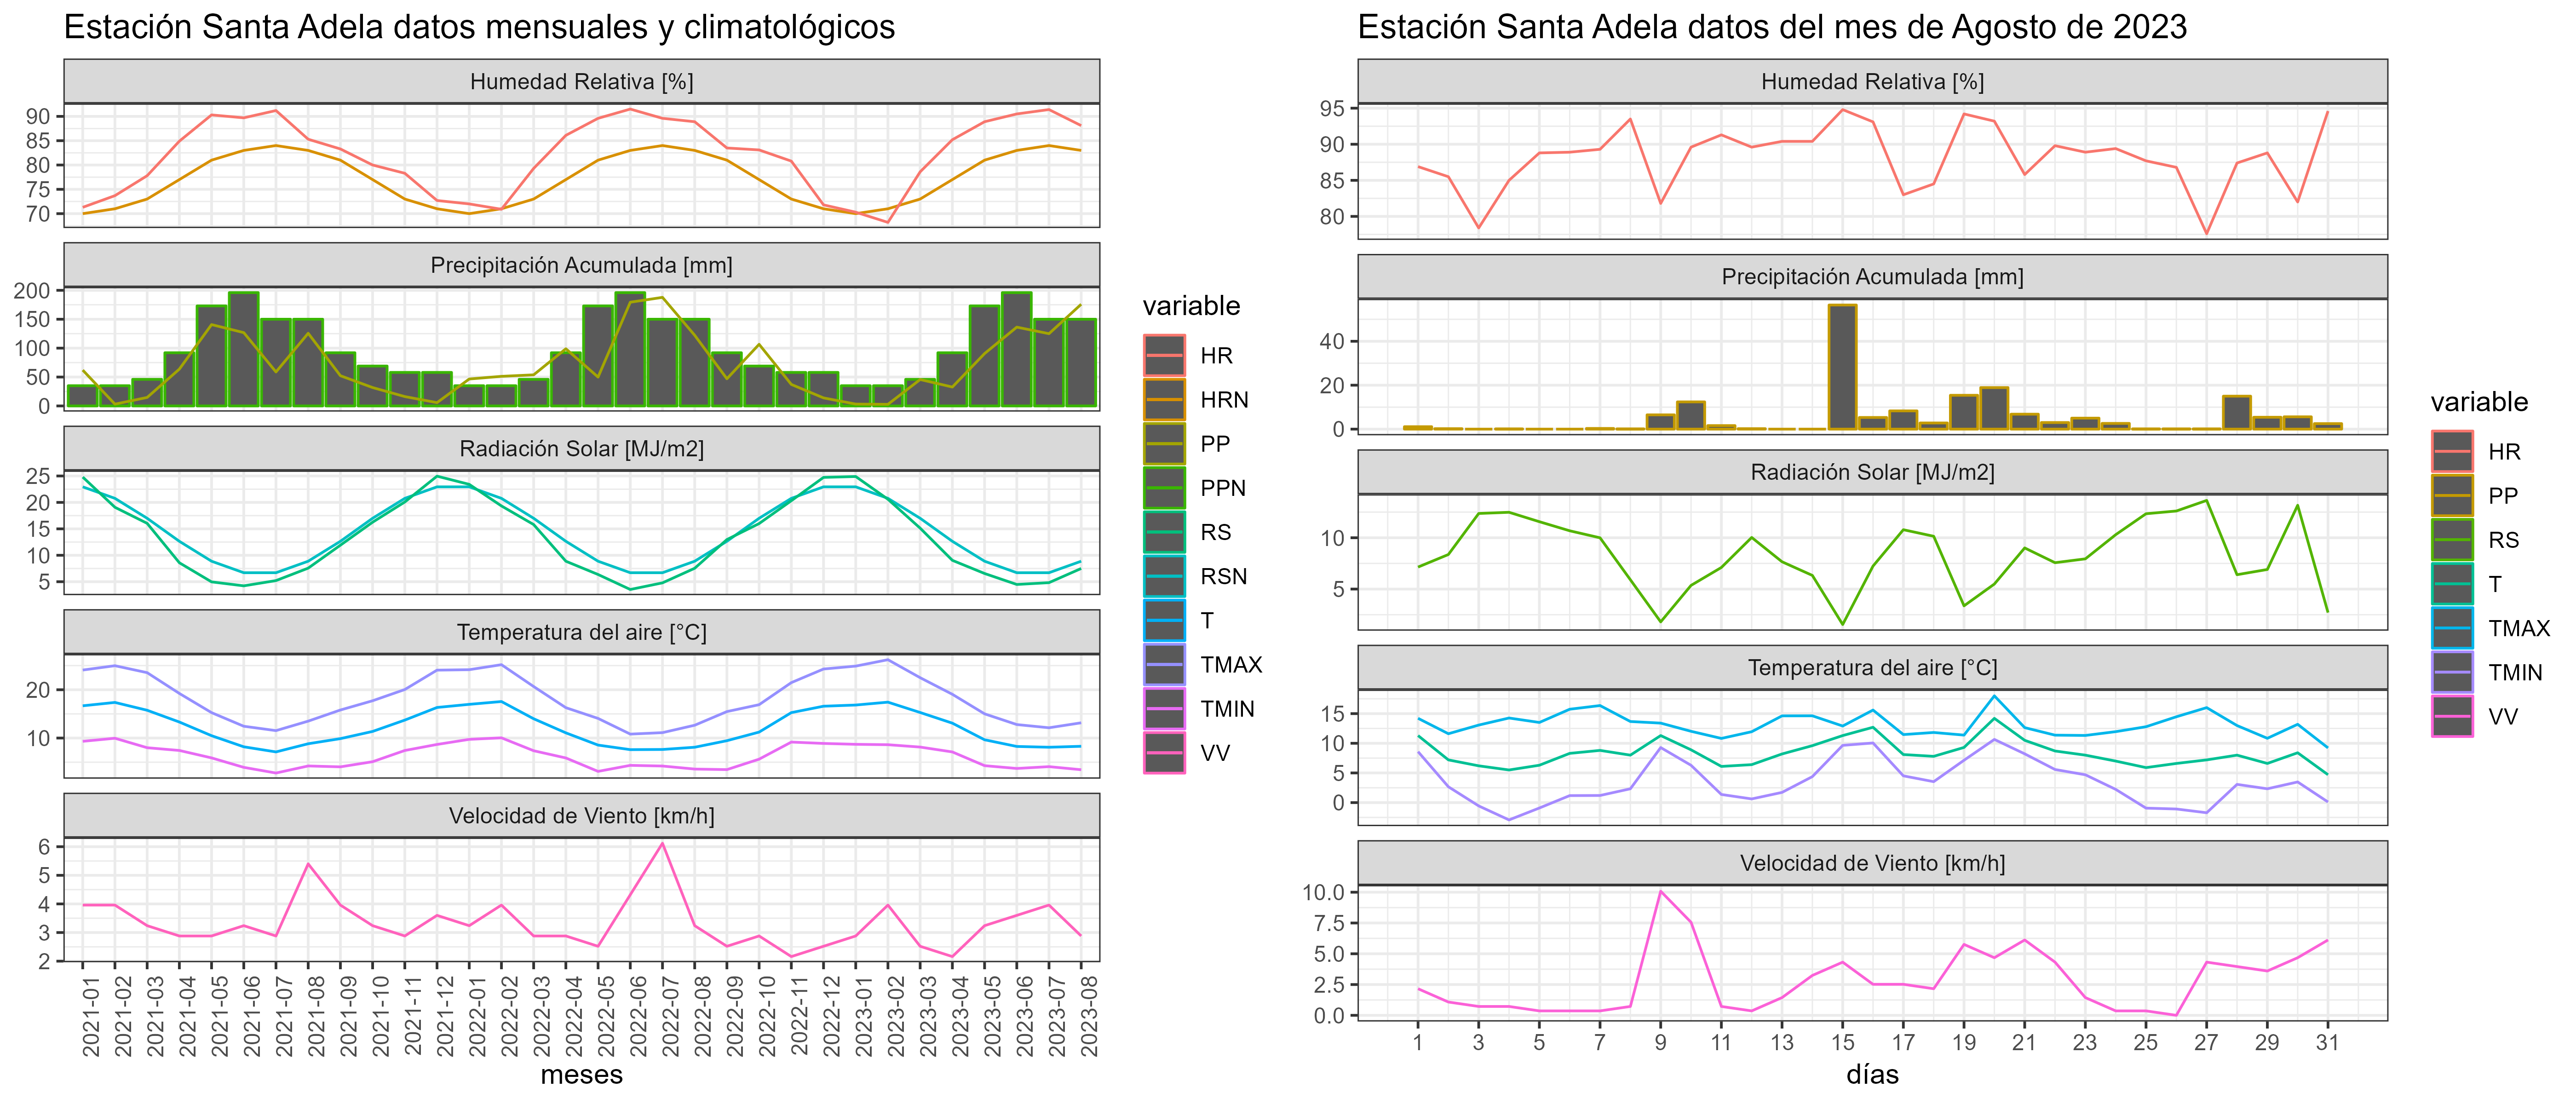 Estación Santa Adela datos mensuales y climatológicos
Humedad Relativa [%]
90
85
80
75
70
Precipitación Acumulada [mm]
200
150
100
50
0
Radiación Solar [MJ/m2]
25
20
15
10
5
Temperatura del aire [°C]
20
10
Velocidad de Viento [km/h]
6
5
4
3
2
2021-01
2021-02
2021-03
2021-04
2021-05
2021-06
2021-07
2021-08
2021-09
2021-10
2021-11
2021-12
2022-01
2022-02
2022-03
2022-04
2022-05
2022-06
2022-07
2022-08
2022-09
2022-10
2022-11
2022-12
2023-01
2023-02
2023-03
2023-04
2023-05
2023-06
2023-07
2023-08
meses
variable
HR
HRN
PP
PPN
RS
RSN
T
TMAX
TMIN
VV
Estación Santa Adela datos del mes de Agosto de 2023
Humedad Relativa [%]
95
90
85
80
Precipitación Acumulada [mm]
40
20
0
Radiación Solar [MJ/m2]
10
5
Temperatura del aire [°C]
15
10
5
0
Velocidad de Viento [km/h]
10.0
7.5
5.0
2.5
0.0
1 3 5 7 9 11 13 15 17 19 21 23 25 27 29 31
días
variable
HR
PP
RS
T
TMAX
TMIN
VV